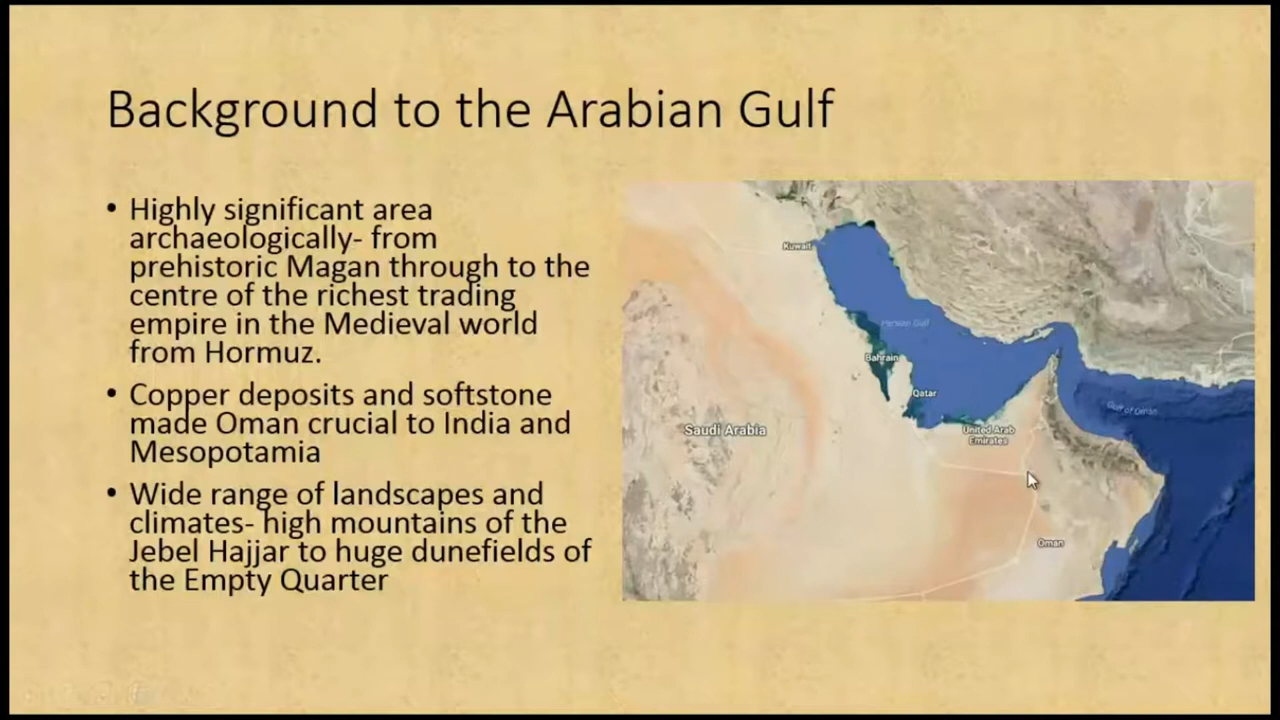 Background to the Arabian Gulf
• Highly significant area
archaeologically- from
prehistoric Magan through to the
centre of the richest trading
empire in the Medieval world
from Hormuz.
• Copper deposits and softstone
made Oman crucial to India and
Mesopotamia
• Wide range of landscapes and
climates- high mountains of the
Jebel Hajjar to huge dunefields of
the Empty Quarter
Kuwait
Persian Gulf
Bahrain
Qatar
Gulf of Oman
Saudi Arabia
United Arab
Emirates
Oman